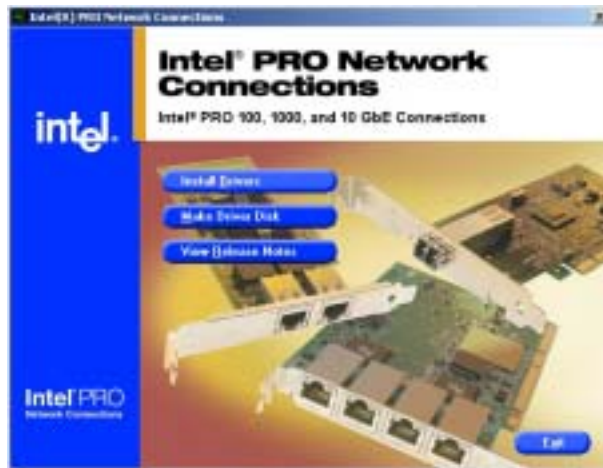 Intel(R) PRO Network Connections
Intel® PRO Network
Connections
Intel® PRO 100, 1000, and 10 GbE Connections
intel.
Install Drivers
Make Driver Disk
View Release Notes
Intel PRO
Network Connections
Exit